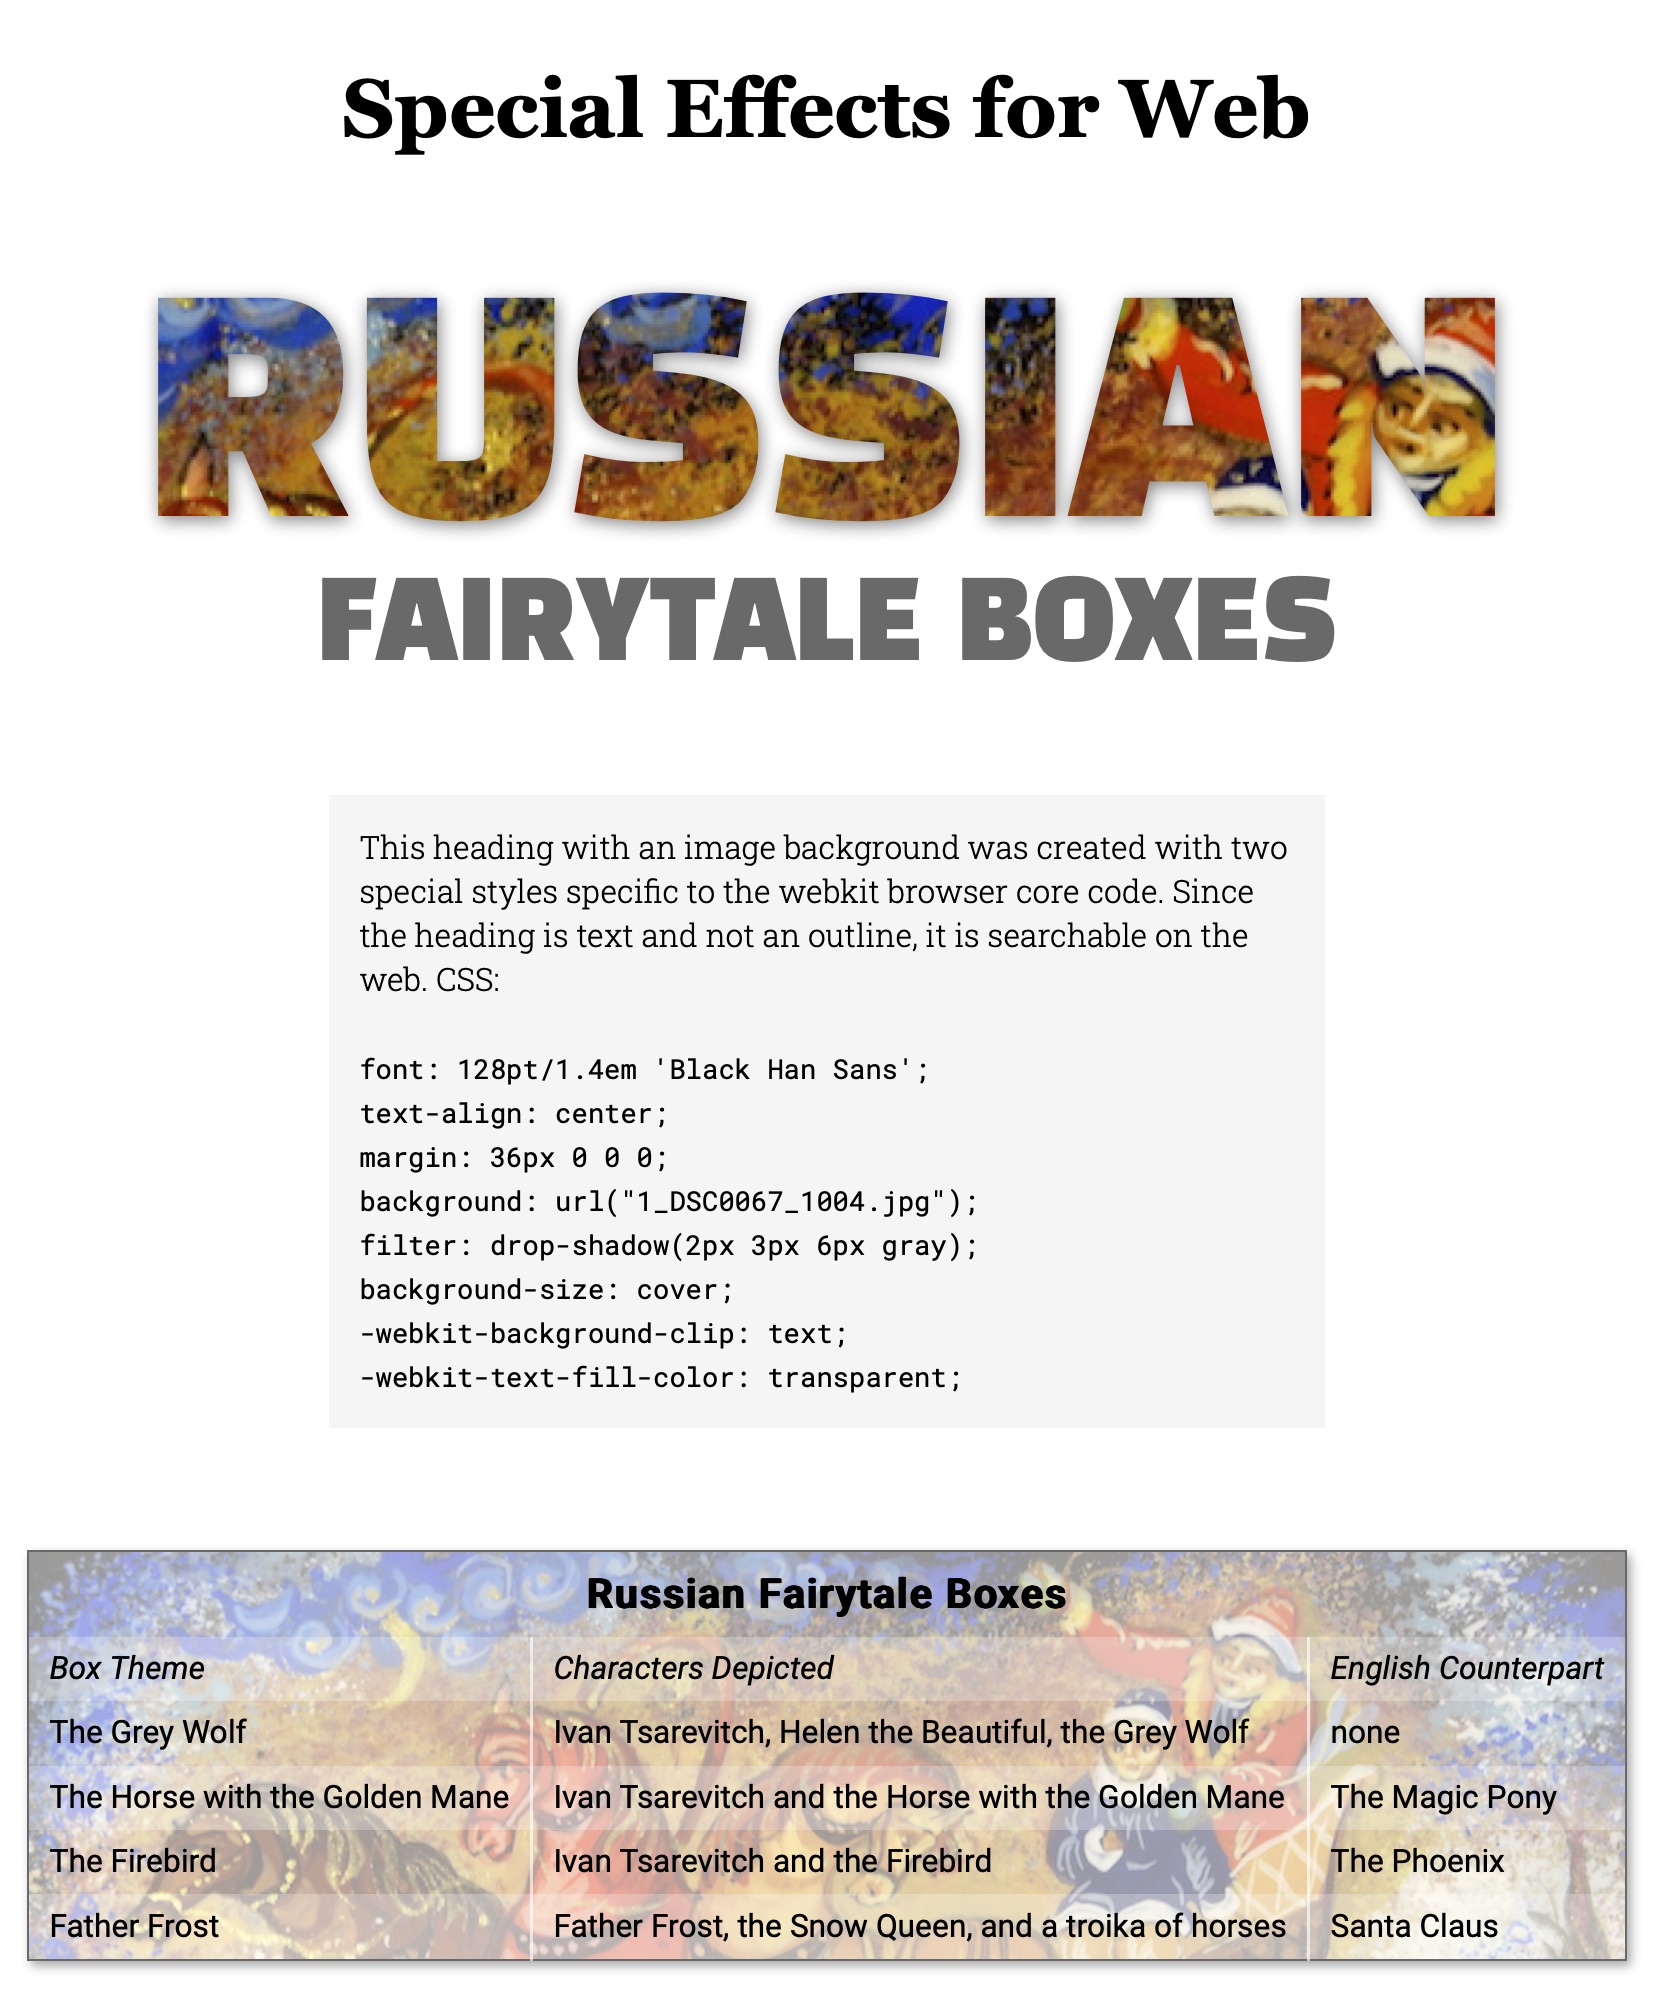 Special Effects for Web
RUSSIAN
FAIRYTALE BOXES
This heading with an image background was created with two
special styles specific to the webkit browser core code. Since
the heading is text and not an outline, it is searchable on the
web. CSS:
font: 128pt/1.4em 'Black Han Sans';
text-align: center;
margin: 36px 0 0 0;
background: url("1_DSC0067_1004.jpg");
filter: drop-shadow(2px 3px 6px gray);
background-size: cover;
-webkit-background-clip: text;
-webkit-text-fill-color: transparent;
Russian Fairytale Boxes
Box Theme Characters Depicted English Counterpart
The Grey Wolf Ivan Tsarevitch, Helen the Beautiful, the Grey Wolf none
The Horse with the Golden Mane Ivan Tsarevitch and the Horse with the Golden Mane The Magic Pony
The Firebird Ivan Tsarevitch and the Firebird The Phoenix
Father Frost Father Frost, the Snow Queen, and a troika of horses Santa Claus